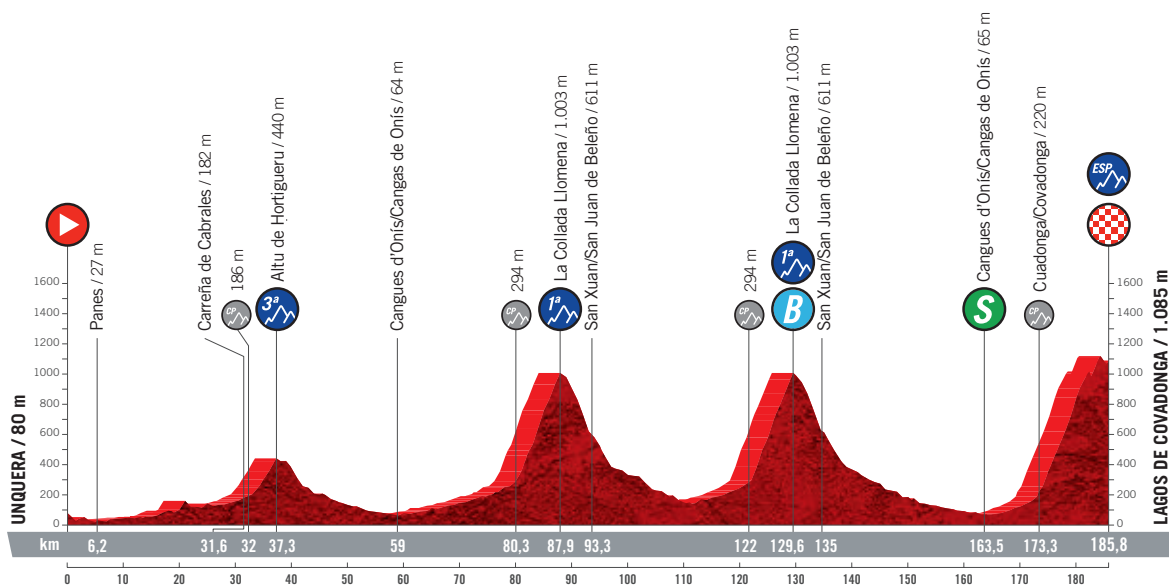 UNQUERA / 80 m
Panes / 27 m
Carreña de Cabrales / 182 m
186 m
Altu de Hortigueru / 440 m
Cangues d'Onís/Cangas de Onís / 64 m
294 m
La Collada Llomena / 1.003 m
San Xuan/San Juan de Beleño / 611 m
294 m
La Collada Llomena / 1.003 m
San Xuan/San Juan de Beleño / 611 m
Cangues d'Onís/Cangas de Onís / 65 m
Cuadonga/Covadonga / 220 m
LAGOS DE COVADONGA / 1.085 m
CP
3ª
CP
1ª
CP
1ª
B
S
CP
ESP
1600
1400
1200
1000
800
600
400
200
0
1600
1400
1200
1000
800
600
400
200
0
km 6,2 31,6 32 37,3 59 80,3 87,9 93,3 122 129,6 135 163,5 173,3 185,8
0 10 20 30 40 50 60 70 80 90 100 110 120 130 140 150 160 170 180